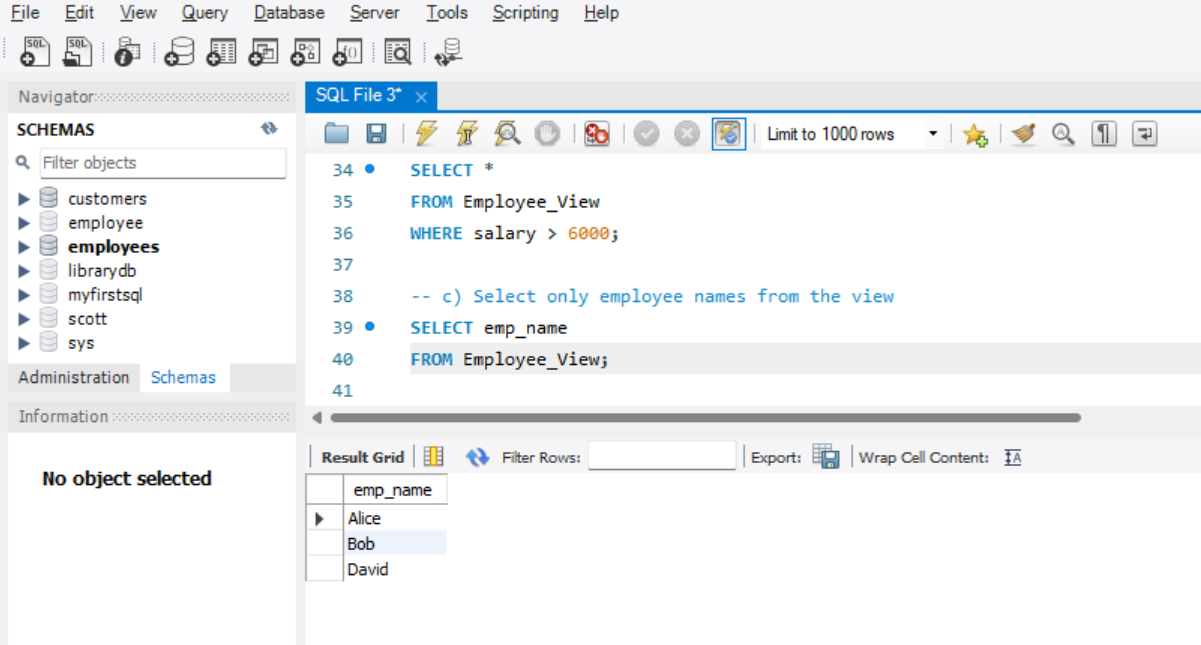 File Edit View Query Database Server Tools Scripting Help
SQL SQL
Navigator
SCHEMAS
Filter objects
customers
employee
employees
librarydb
myfirstsql
scott
sys
Administration Schemas
Information
No object selected
SQL File 3*
Limit to 1000 rows
34 SELECT *
35 FROM Employee_View
36 WHERE salary > 6000;
37
38 -- c) Select only employee names from the view
39 SELECT emp_name
40 FROM Employee_View;
41
Result Grid Filter Rows: Export: Wrap Cell Content: IA
emp_name
Alice
Bob
David